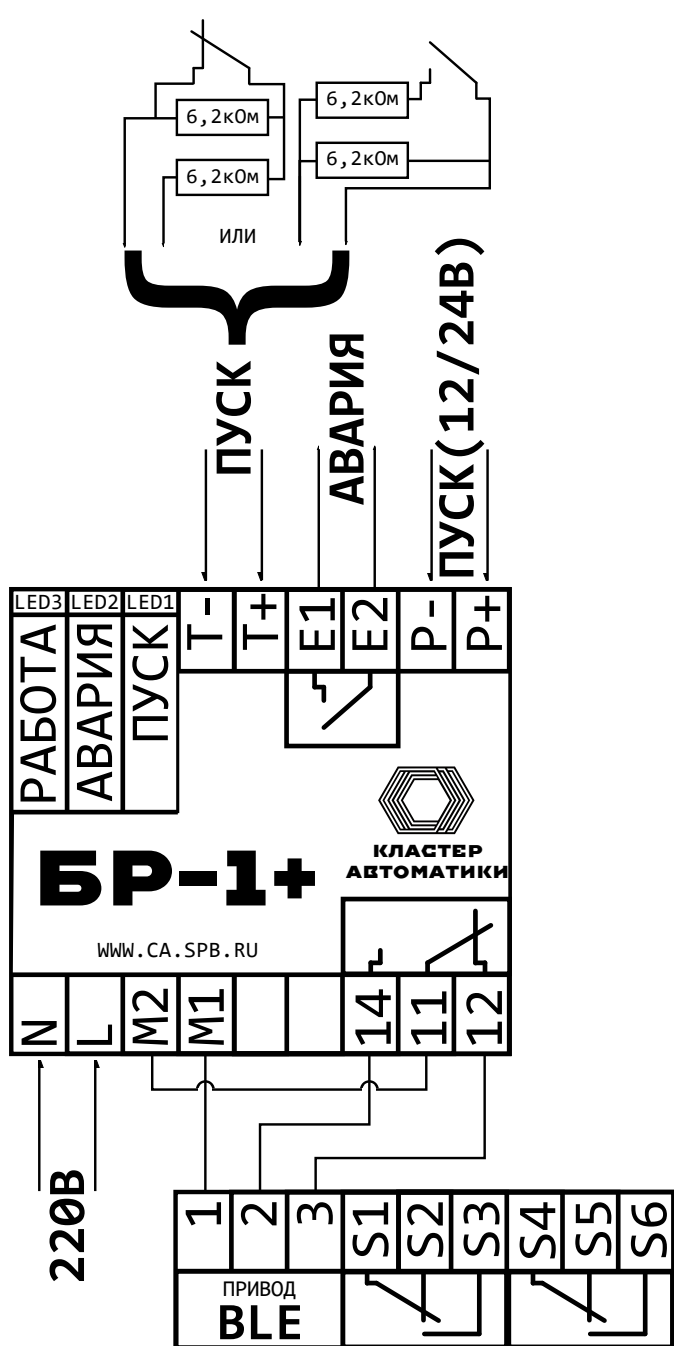 6,2кОм
6,2кОм
6,2кОм
6,2кОм
ИЛИ
ПУСК
АВАРИЯ
ПУСК(12/24В)
LED3 LED2 LED1
РАБОТА АВАРИЯ ПУСК
T- T+ E1 E2 P- P+
КЛАСТЕР
АВТОМАТИКИ
БР-1+
WWW.CA.SPB.RU
N L M2 M1 14 11 12
220В
1 2 3 S1 S2 S3 S4 S5 S6
ПРИВОД
BLE